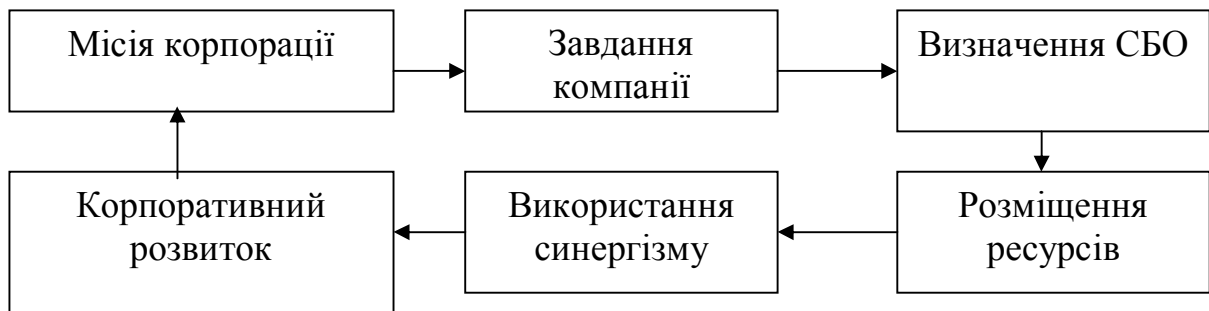 Місія корпорації
Завдання
компанії
Визначення СБО
Корпоративний
розвиток
Використання
синергізму
Розміщення
ресурсів